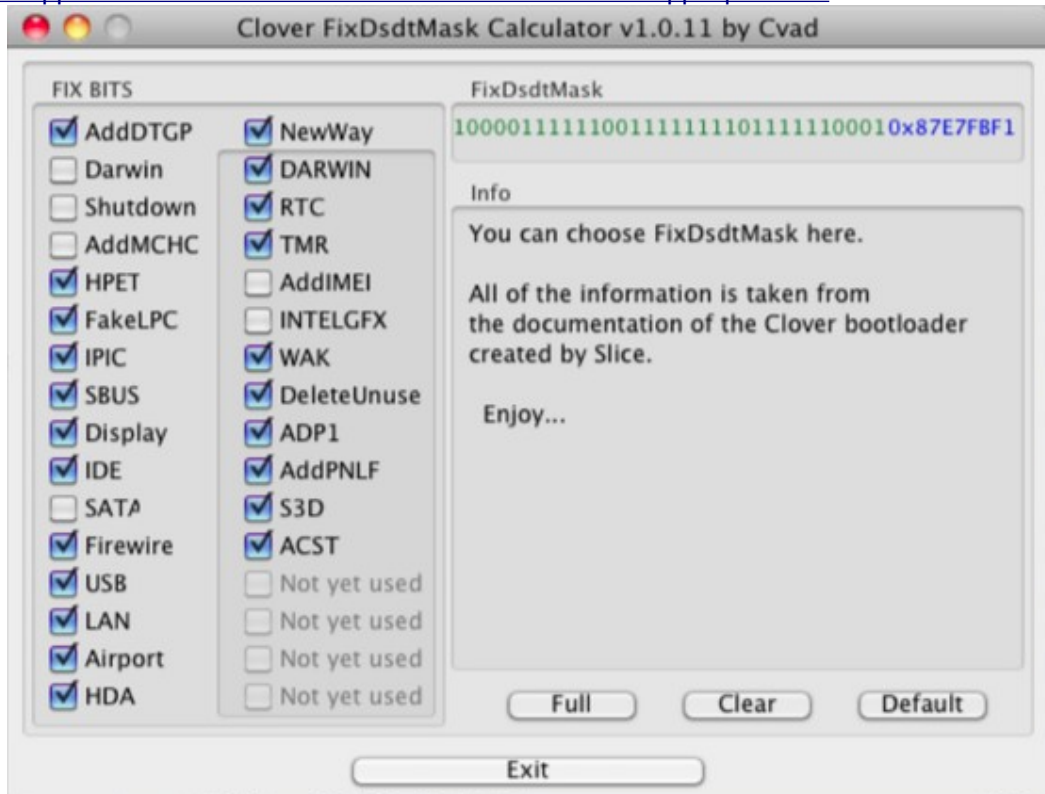 Clover FixDsdtMask Calculator v1.0.11 by Cvad
FIX BITS
AddDTGP
Darwin
Shutdown
AddMCHC
HPET
FakeLPC
IPIC
SBUS
Display
IDE
SATA
Firewire
USB
LAN
Airport
HDA
NewWay
DARWIN
RTC
TMR
AddIMEI
INTELGFX
WAK
DeleteUnuse
ADP1
AddPNLF
S3D
ACST
Not yet used
Not yet used
Not yet used
Not yet used
FixDsdtMask
10000111111001111111101111110001 0x87E7FBF1
Info
You can choose FixDsdtMask here.
All of the information is taken from
the documentation of the Clover bootloader
created by Slice.
Enjoy...
Full Clear Default
Exit